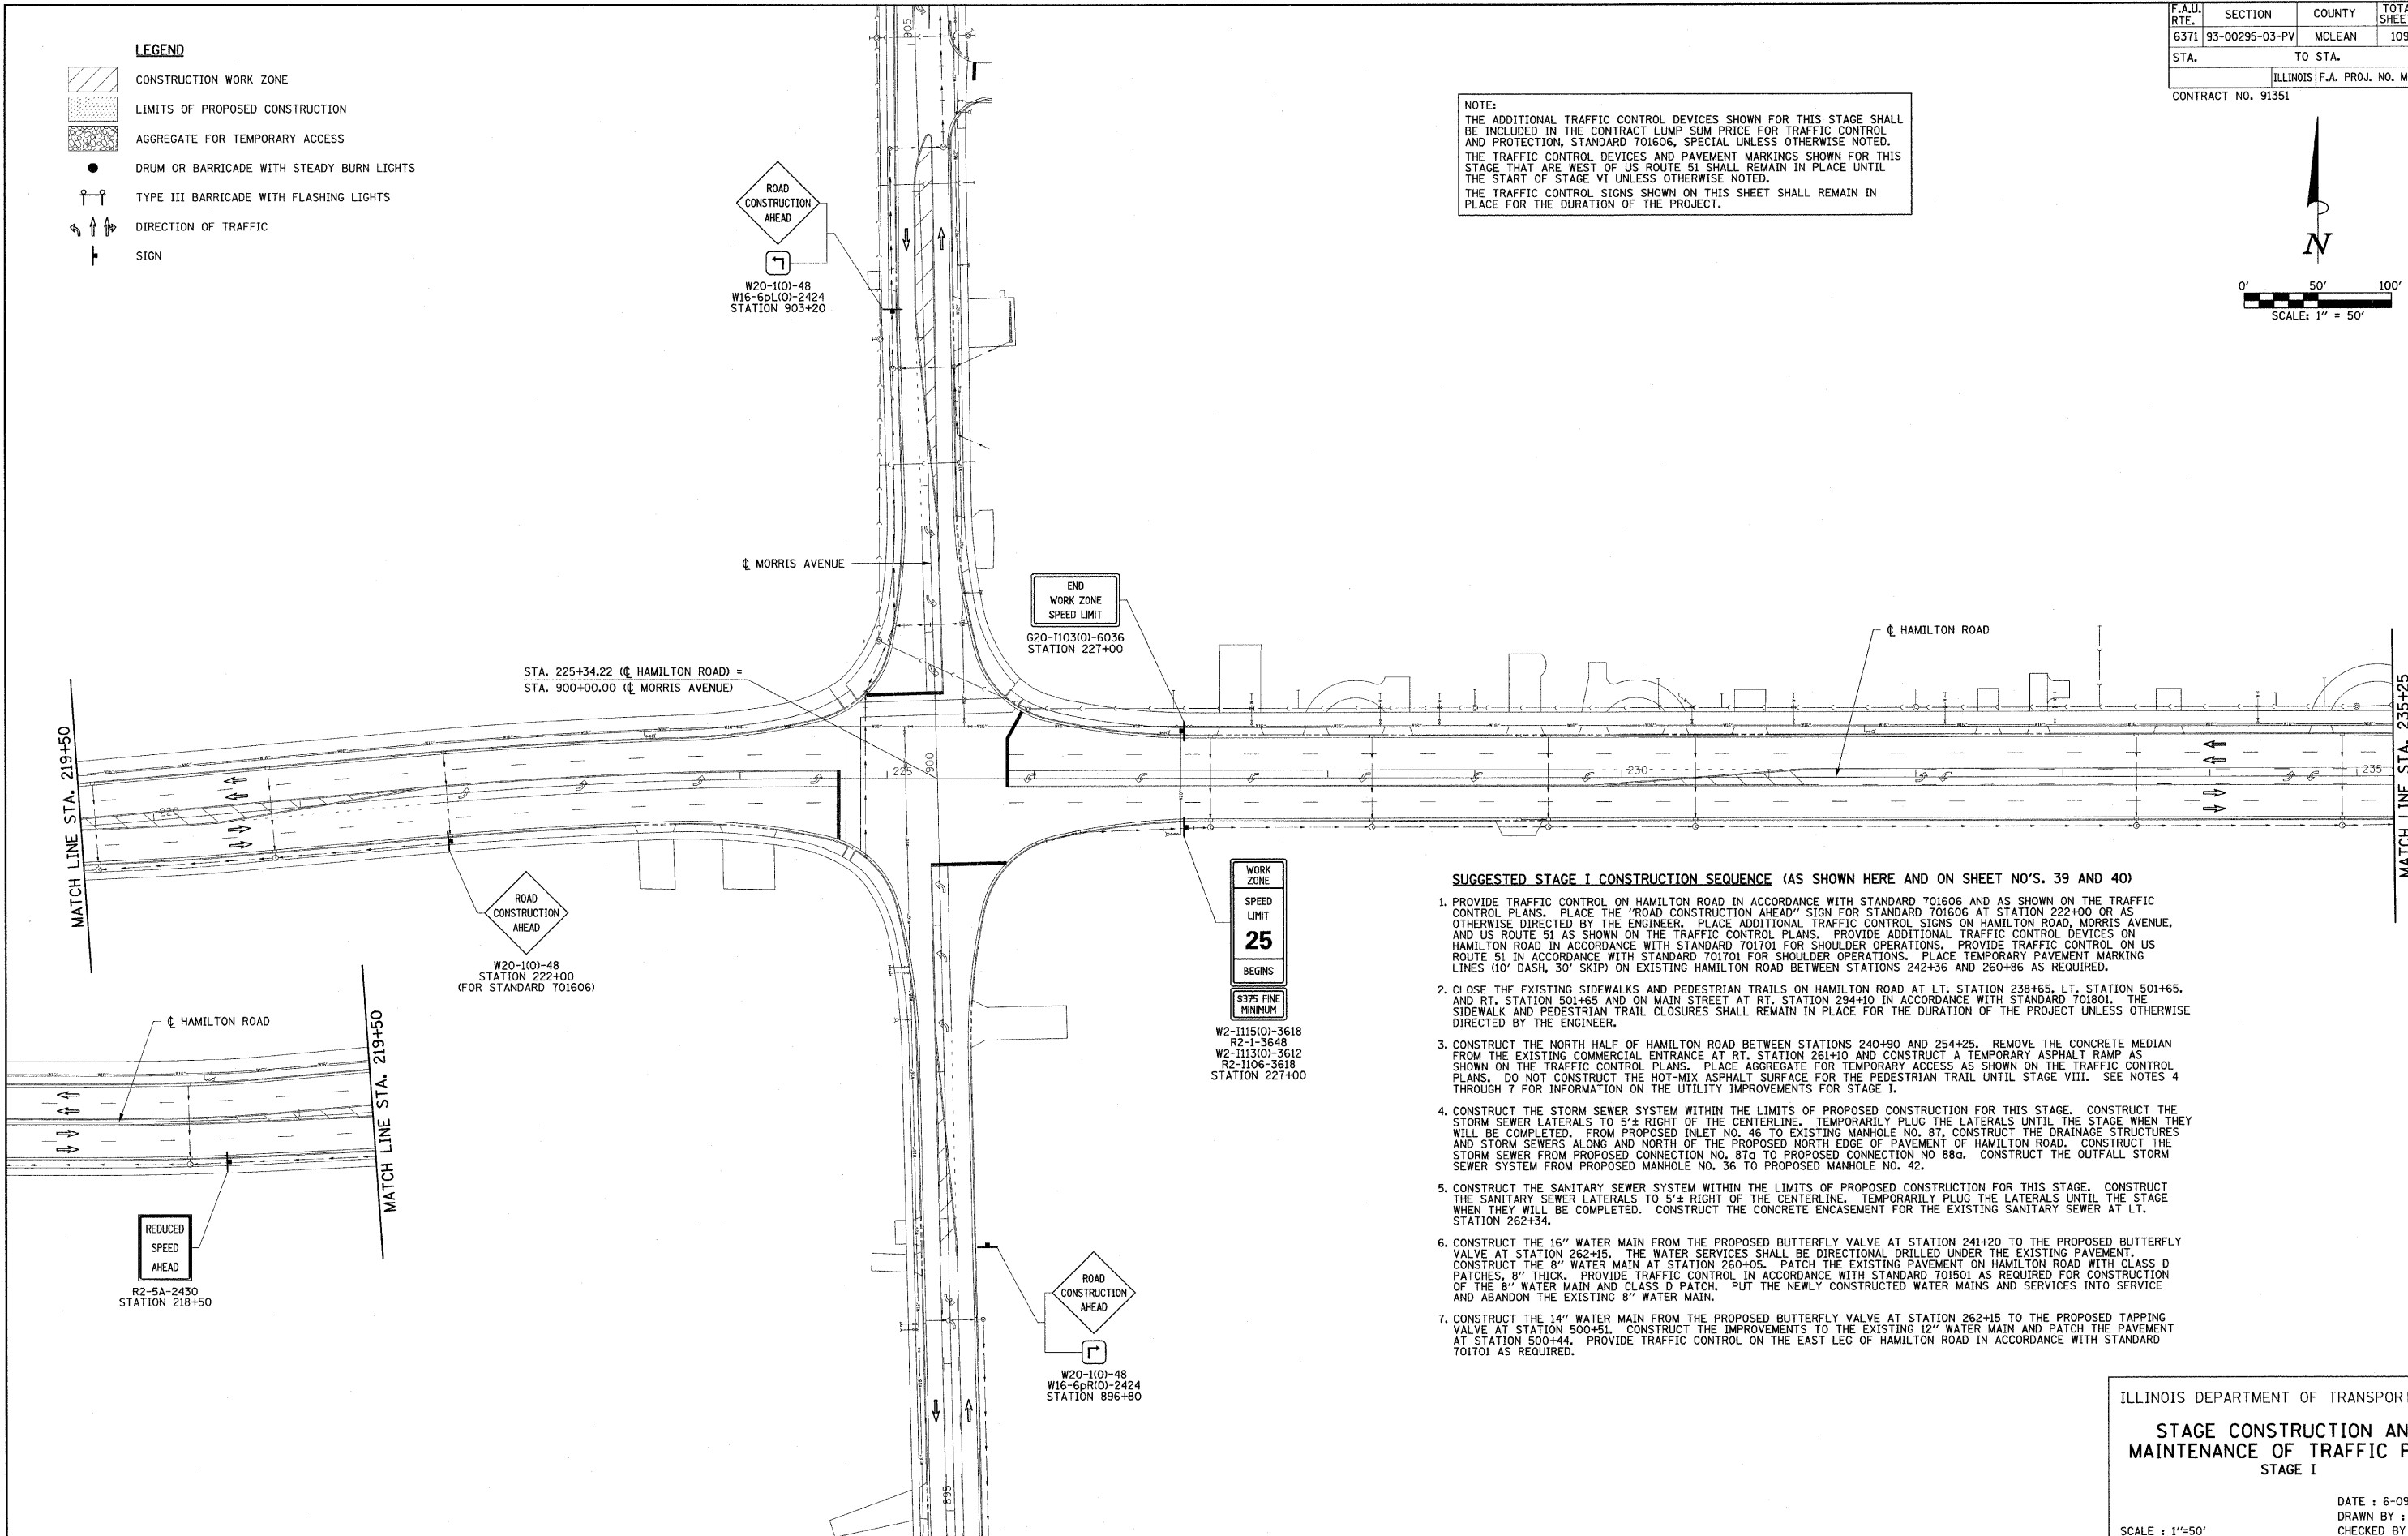 LEGEND
CONSTRUCTION WORK ZONE
LIMITS OF PROPOSED CONSTRUCTION
AGGREGATE FOR TEMPORARY ACCESS
DRUM OR BARRICADE WITH STEADY BURN LIGHTS
TYPE III BARRICADE WITH FLASHING LIGHTS
DIRECTION OF TRAFFIC
SIGN
F.A.U. RTE. SECTION COUNTY TOTA SHEET
6371 93-00295-03-PV MCLEAN 109
STA. TO STA.
ILLINOIS F.A. PROJ. NO. M
CONTRACT NO. 91351
NOTE:
THE ADDITIONAL TRAFFIC CONTROL DEVICES SHOWN FOR THIS STAGE SHALL
BE INCLUDED IN THE CONTRACT LUMP SUM PRICE FOR TRAFFIC CONTROL
AND PROTECTION, STANDARD 701606, SPECIAL UNLESS OTHERWISE NOTED.
THE TRAFFIC CONTROL DEVICES AND PAVEMENT MARKINGS SHOWN FOR THIS
STAGE THAT ARE WEST OF US ROUTE 51 SHALL REMAIN IN PLACE UNTIL
THE START OF STAGE VI UNLESS OTHERWISE NOTED.
THE TRAFFIC CONTROL SIGNS SHOWN ON THIS SHEET SHALL REMAIN IN
PLACE FOR THE DURATION OF THE PROJECT.
N
0' 50' 100'
SCALE: 1" = 50'
905
ROAD
CONSTRUCTION
AHEAD
W20-1(O)-48
W16-6pL(O)-2424
STATION 903+20
℄ MORRIS AVENUE
END
WORK ZONE
SPEED LIMIT
G20-I103(O)-6036
STATION 227+00
℄ HAMILTON ROAD
STA. 225+34.22 (℄ HAMILTON ROAD) =
STA. 900+00.00 (℄ MORRIS AVENUE)
MATCH LINE STA. 219+50
220
225
900
230
235
MATCH LINE STA. 235+25
ROAD
CONSTRUCTION
AHEAD
W20-1(O)-48
STATION 222+00
(FOR STANDARD 701606)
WORK
ZONE
SPEED
LIMIT
25
BEGINS
$375 FINE
MINIMUM
W2-I115(O)-3618
R2-1-3648
W2-I113(O)-3612
R2-I106-3618
STATION 227+00
℄ HAMILTON ROAD
MATCH LINE STA. 219+50
REDUCED
SPEED
AHEAD
R2-5A-2430
STATION 218+50
ROAD
CONSTRUCTION
AHEAD
W20-1(O)-48
W16-6pR(O)-2424
STATION 896+80
895
SUGGESTED STAGE I CONSTRUCTION SEQUENCE (AS SHOWN HERE AND ON SHEET NO'S. 39 AND 40)
1. PROVIDE TRAFFIC CONTROL ON HAMILTON ROAD IN ACCORDANCE WITH STANDARD 701606 AND AS SHOWN ON THE TRAFFIC
CONTROL PLANS. PLACE THE "ROAD CONSTRUCTION AHEAD" SIGN FOR STANDARD 701606 AT STATION 222+00 OR AS
OTHERWISE DIRECTED BY THE ENGINEER. PLACE ADDITIONAL TRAFFIC CONTROL SIGNS ON HAMILTON ROAD, MORRIS AVENUE,
AND US ROUTE 51 AS SHOWN ON THE TRAFFIC CONTROL PLANS. PROVIDE ADDITIONAL TRAFFIC CONTROL DEVICES ON
HAMILTON ROAD IN ACCORDANCE WITH STANDARD 701701 FOR SHOULDER OPERATIONS. PROVIDE TRAFFIC CONTROL ON US
ROUTE 51 IN ACCORDANCE WITH STANDARD 701701 FOR SHOULDER OPERATIONS. PLACE TEMPORARY PAVEMENT MARKING
LINES (10' DASH, 30' SKIP) ON EXISTING HAMILTON ROAD BETWEEN STATIONS 242+36 AND 260+86 AS REQUIRED.
2. CLOSE THE EXISTING SIDEWALKS AND PEDESTRIAN TRAILS ON HAMILTON ROAD AT LT. STATION 238+65, LT. STATION 501+65,
AND RT. STATION 501+65 AND ON MAIN STREET AT RT. STATION 294+10 IN ACCORDANCE WITH STANDARD 701801. THE
SIDEWALK AND PEDESTRIAN TRAIL CLOSURES SHALL REMAIN IN PLACE FOR THE DURATION OF THE PROJECT UNLESS OTHERWISE
DIRECTED BY THE ENGINEER.
3. CONSTRUCT THE NORTH HALF OF HAMILTON ROAD BETWEEN STATIONS 240+90 AND 254+25. REMOVE THE CONCRETE MEDIAN
FROM THE EXISTING COMMERCIAL ENTRANCE AT RT. STATION 261+10 AND CONSTRUCT A TEMPORARY ASPHALT RAMP AS
SHOWN ON THE TRAFFIC CONTROL PLANS. PLACE AGGREGATE FOR TEMPORARY ACCESS AS SHOWN ON THE TRAFFIC CONTROL
PLANS. DO NOT CONSTRUCT THE HOT-MIX ASPHALT SURFACE FOR THE PEDESTRIAN TRAIL UNTIL STAGE VIII. SEE NOTES 4
THROUGH 7 FOR INFORMATION ON THE UTILITY IMPROVEMENTS FOR STAGE I.
4. CONSTRUCT THE STORM SEWER SYSTEM WITHIN THE LIMITS OF PROPOSED CONSTRUCTION FOR THIS STAGE. CONSTRUCT THE
STORM SEWER LATERALS TO 5'± RIGHT OF THE CENTERLINE. TEMPORARILY PLUG THE LATERALS UNTIL THE STAGE WHEN THEY
WILL BE COMPLETED. FROM PROPOSED INLET NO. 46 TO EXISTING MANHOLE NO. 87, CONSTRUCT THE DRAINAGE STRUCTURES
AND STORM SEWERS ALONG AND NORTH OF THE PROPOSED NORTH EDGE OF PAVEMENT OF HAMILTON ROAD. CONSTRUCT THE
STORM SEWER FROM PROPOSED CONNECTION NO. 87a TO PROPOSED CONNECTION NO 88a. CONSTRUCT THE OUTFALL STORM
SEWER SYSTEM FROM PROPOSED MANHOLE NO. 36 TO PROPOSED MANHOLE NO. 42.
5. CONSTRUCT THE SANITARY SEWER SYSTEM WITHIN THE LIMITS OF PROPOSED CONSTRUCTION FOR THIS STAGE. CONSTRUCT
THE SANITARY SEWER LATERALS TO 5'± RIGHT OF THE CENTERLINE. TEMPORARILY PLUG THE LATERALS UNTIL THE STAGE
WHEN THEY WILL BE COMPLETED. CONSTRUCT THE CONCRETE ENCASEMENT FOR THE EXISTING SANITARY SEWER AT LT.
STATION 262+34.
6. CONSTRUCT THE 16" WATER MAIN FROM THE PROPOSED BUTTERFLY VALVE AT STATION 241+20 TO THE PROPOSED BUTTERFLY
VALVE AT STATION 262+15. THE WATER SERVICES SHALL BE DIRECTIONAL DRILLED UNDER THE EXISTING PAVEMENT.
CONSTRUCT THE 8" WATER MAIN AT STATION 260+05. PATCH THE EXISTING PAVEMENT ON HAMILTON ROAD WITH CLASS D
PATCHES, 8" THICK. PROVIDE TRAFFIC CONTROL IN ACCORDANCE WITH STANDARD 701501 AS REQUIRED FOR CONSTRUCTION
OF THE 8" WATER MAIN AND CLASS D PATCH. PUT THE NEWLY CONSTRUCTED WATER MAINS AND SERVICES INTO SERVICE
AND ABANDON THE EXISTING 8" WATER MAIN.
7. CONSTRUCT THE 14" WATER MAIN FROM THE PROPOSED BUTTERFLY VALVE AT STATION 262+15 TO THE PROPOSED TAPPING
VALVE AT STATION 500+51. CONSTRUCT THE IMPROVEMENTS TO THE EXISTING 12" WATER MAIN AND PATCH THE PAVEMENT
AT STATION 500+44. PROVIDE TRAFFIC CONTROL ON THE EAST LEG OF HAMILTON ROAD IN ACCORDANCE WITH STANDARD
701701 AS REQUIRED.
ILLINOIS DEPARTMENT OF TRANSPORT
STAGE CONSTRUCTION AN
MAINTENANCE OF TRAFFIC P
STAGE I
DATE : 6-09
DRAWN BY :
SCALE : 1"=50' CHECKED BY